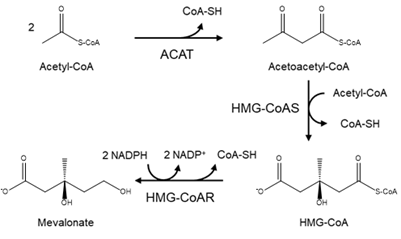 2
O
S-CoA
Acetyl-CoA
CoA-SH
ACAT
O
O
S-CoA
Acetoacetyl-CoA
HMG-CoAS
Acetyl-CoA
CoA-SH
O
⁻O
OH
S-CoA
O
HMG-CoA
2 NADPH
2 NADP⁺
CoA-SH
HMG-CoAR
O
⁻O
OH
OH
Mevalonate